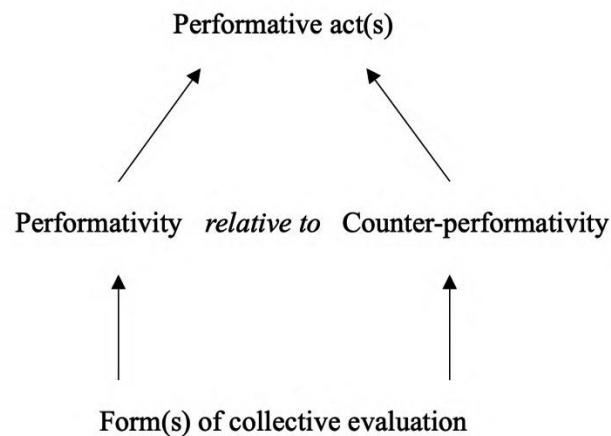 Performative act(s)
Performativity relative to Counter-performativity
Form(s) of collective evaluation